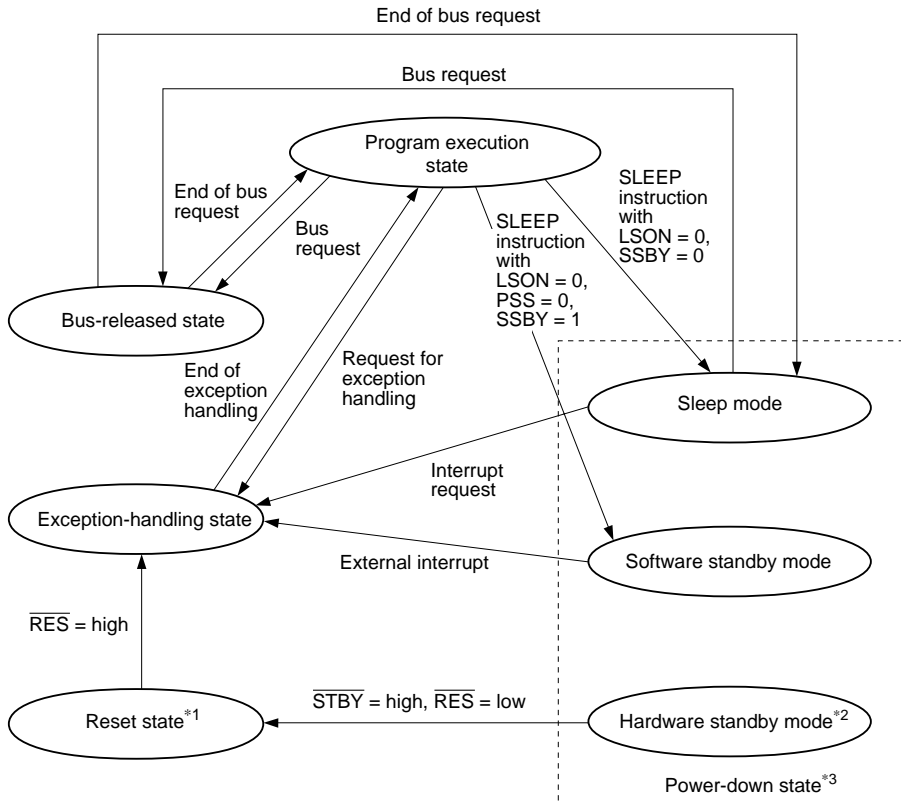 End of bus request
Bus request
Program execution
state
End of bus
request
Bus
request
SLEEP
instruction
with
LSON = 0,
SSBY = 0
SLEEP
instruction
with
LSON = 0,
PSS = 0,
SSBY = 1
Bus-released state
End of
exception
handling
Request for
exception
handling
Sleep mode
Interrupt
request
Exception-handling state
External interrupt
Software standby mode
RES = high
STBY = high, RES = low
Reset state*1
Hardware standby mode*2
Power-down state*3